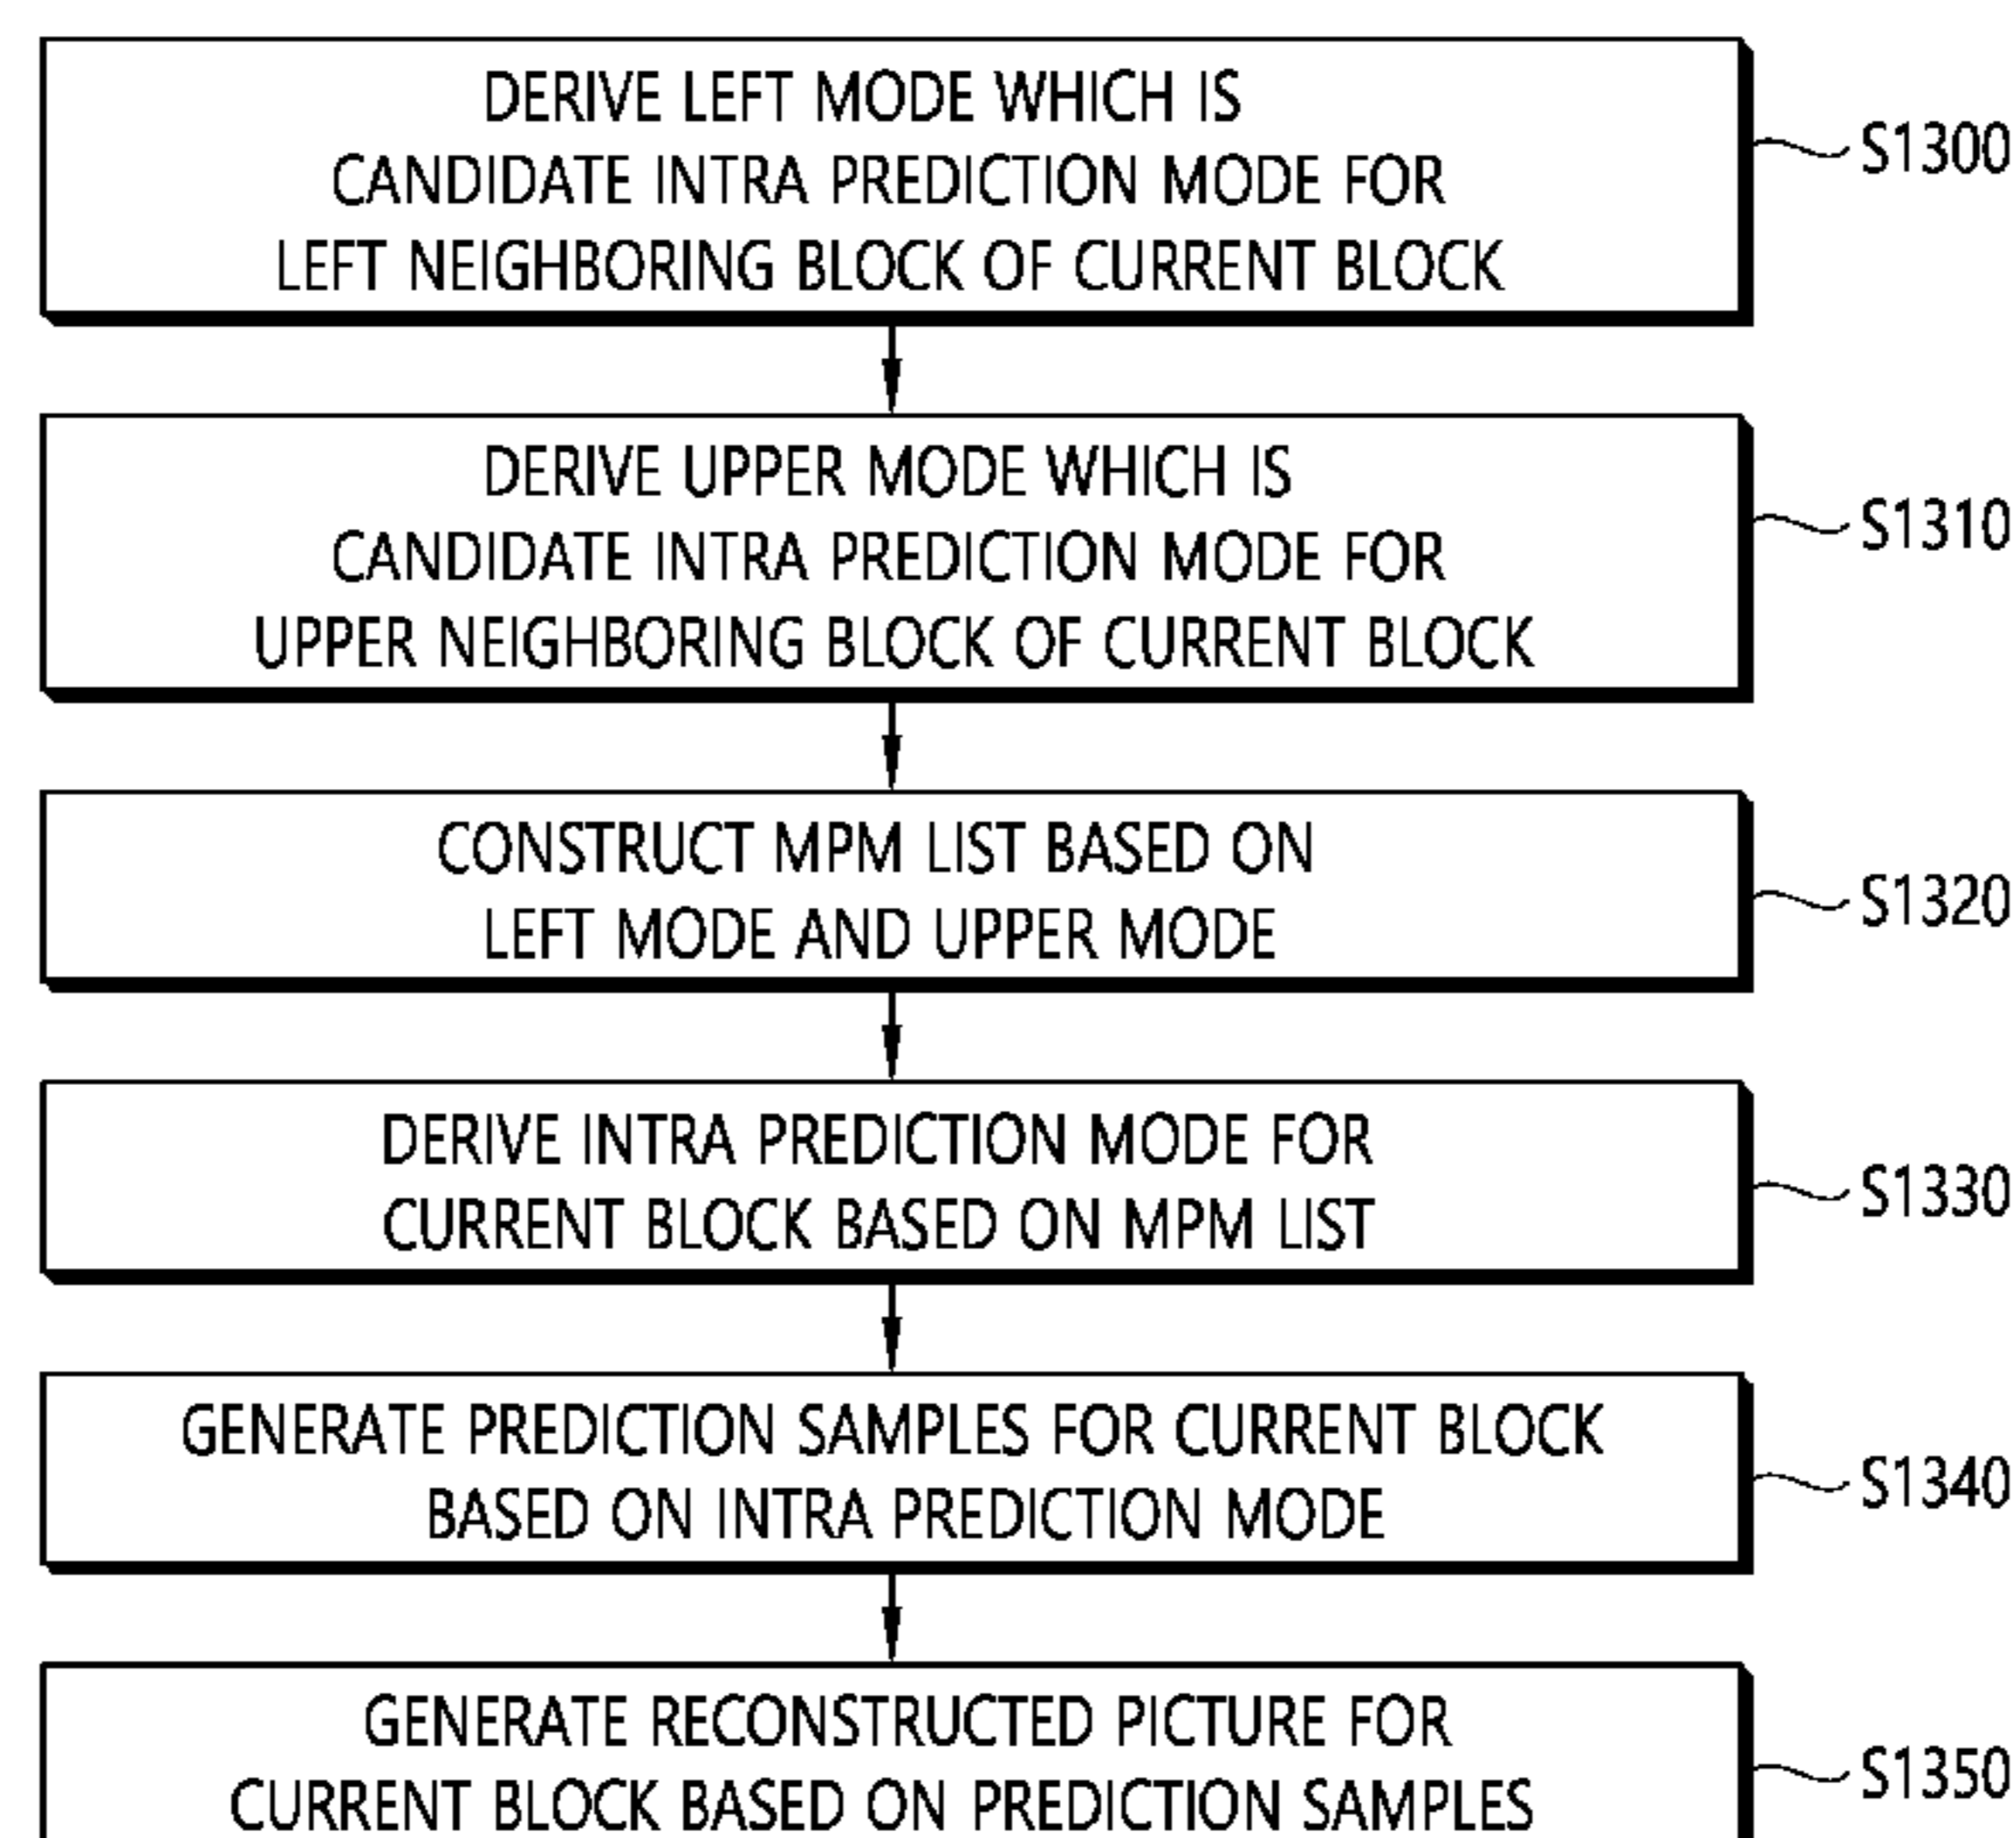 DERIVE LEFT MODE WHICH IS
CANDIDATE INTRA PREDICTION MODE FOR
LEFT NEIGHBORING BLOCK OF CURRENT BLOCK
S1300
DERIVE UPPER MODE WHICH IS
CANDIDATE INTRA PREDICTION MODE FOR
UPPER NEIGHBORING BLOCK OF CURRENT BLOCK
S1310
CONSTRUCT MPM LIST BASED ON
LEFT MODE AND UPPER MODE
S1320
DERIVE INTRA PREDICTION MODE FOR
CURRENT BLOCK BASED ON MPM LIST
S1330
GENERATE PREDICTION SAMPLES FOR CURRENT BLOCK
BASED ON INTRA PREDICTION MODE
S1340
GENERATE RECONSTRUCTED PICTURE FOR
CURRENT BLOCK BASED ON PREDICTION SAMPLES
S1350